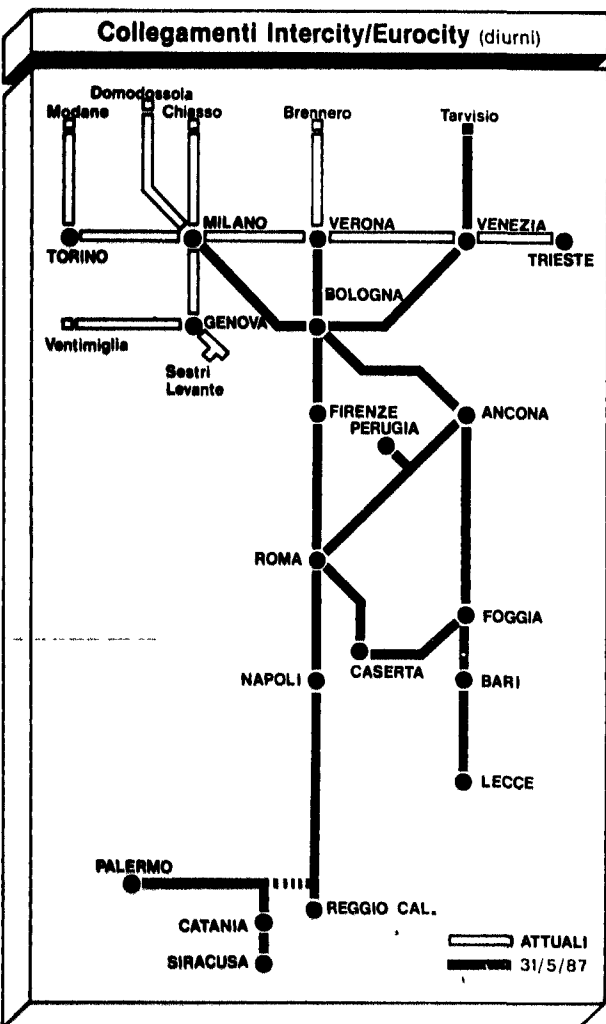 Collegamenti Intercity/Eurocity (diurni)
Domodossola
Modane
Chiasso
Brennero
Tarvisio
MILANO
VERONA
VENEZIA
TORINO
TRIESTE
BOLOGNA
GENOVA
Ventimiglia
Sestri
Levante
FIRENZE
PERUGIA
ANCONA
ROMA
FOGGIA
CASERTA
NAPOLI
BARI
LECCE
PALERMO
REGGIO CAL.
CATANIA
SIRACUSA
ATTUALI
31/5/87